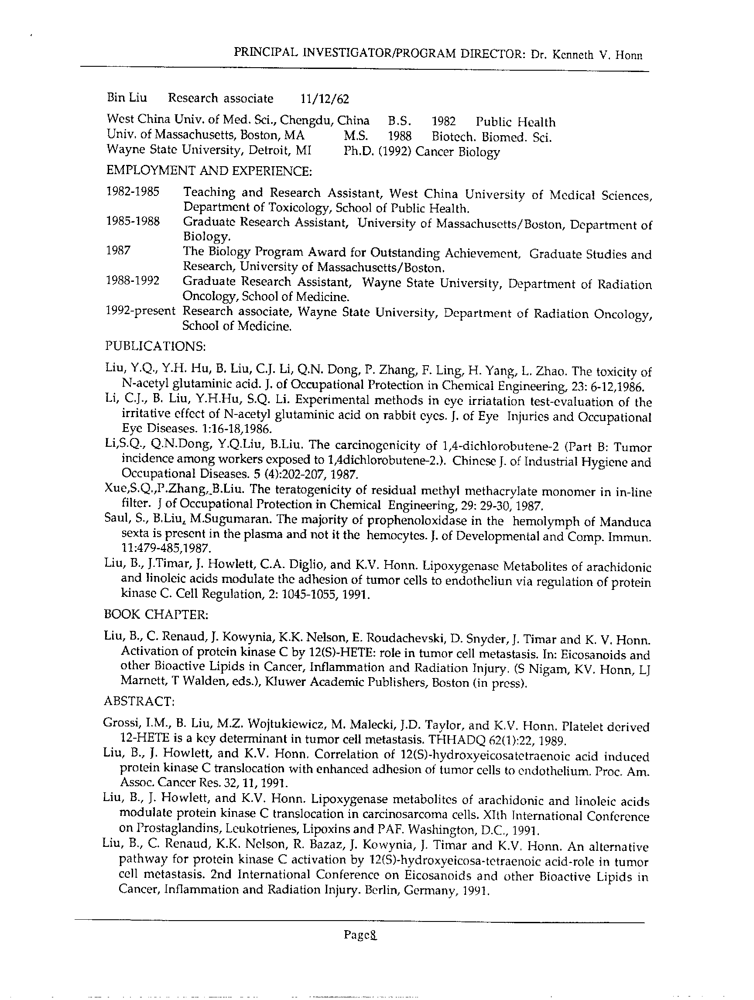 PRINCIPAL INVESTIGATOR/PROGRAM DIRECTOR: Dr. Kenneth V. Honn
Bin Liu Research associate 11/12/62
West China Univ. of Med. Sci., Chengdu, China B.S. 1982 Public Health
Univ. of Massachusetts, Boston, MA M.S. 1988 Biotech. Biomed. Sci.
Wayne State University, Detroit, MI Ph.D. (1992) Cancer Biology
EMPLOYMENT AND EXPERIENCE:
1982-1985 Teaching and Research Assistant, West China University of Medical Sciences,
Department of Toxicology, School of Public Health.
1985-1988 Graduate Research Assistant, University of Massachusetts/Boston, Department of
Biology.
1987 The Biology Program Award for Outstanding Achievement, Graduate Studies and
Research, University of Massachusetts/Boston.
1988-1992 Graduate Research Assistant, Wayne State University, Department of Radiation
Oncology, School of Medicine.
1992-present Research associate, Wayne State University, Department of Radiation Oncology,
School of Medicine.
PUBLICATIONS:
Liu, Y.Q., Y.H. Hu, B. Liu, C.J. Li, Q.N. Dong, P. Zhang, F. Ling, H. Yang, L. Zhao. The toxicity of
N-acetyl glutaminic acid. J. of Occupational Protection in Chemical Engineering, 23: 6-12,1986.
Li, C.J., B. Liu, Y.H.Hu, S.Q. Li. Experimental methods in eye irriatation test-evaluation of the
irritative effect of N-acetyl glutaminic acid on rabbit eyes. J. of Eye Injuries and Occupational
Eye Diseases. 1:16-18,1986.
Li,S.Q., Q.N.Dong, Y.Q.Liu, B.Liu. The carcinogenicity of 1,4-dichlorobutene-2 (Part B: Tumor
incidence among workers exposed to 1,4dichlorobutene-2.). Chinese J. of Industrial Hygiene and
Occupational Diseases. 5 (4):202-207, 1987.
Xue,S.Q.,P.Zhang, B.Liu. The teratogenicity of residual methyl methacrylate monomer in in-line
filter. J of Occupational Protection in Chemical Engineering, 29: 29-30, 1987.
Saul, S., B.Liu, M.Sugumaran. The majority of prophenoloxidase in the hemolymph of Manduca
sexta is present in the plasma and not it the hemocytes. J. of Developmental and Comp. Immun.
11:479-485,1987.
Liu, B., J.Timar, J. Howlett, C.A. Diglio, and K.V. Honn. Lipoxygenase Metabolites of arachidonic
and linoleic acids modulate the adhesion of tumor cells to endotheliun via regulation of protein
kinase C. Cell Regulation, 2: 1045-1055, 1991.
BOOK CHAPTER:
Liu, B., C. Renaud, J. Kowynia, K.K. Nelson, E. Roudachevski, D. Snyder, J. Timar and K. V. Honn.
Activation of protein kinase C by 12(S)-HETE: role in tumor cell metastasis. In: Eicosanoids and
other Bioactive Lipids in Cancer, Inflammation and Radiation Injury. (S Nigam, KV. Honn, LJ
Marnett, T Walden, eds.), Kluwer Academic Publishers, Boston (in press).
ABSTRACT:
Grossi, I.M., B. Liu, M.Z. Wojtukiewicz, M. Malecki, J.D. Taylor, and K.V. Honn. Platelet derived
12-HETE is a key determinant in tumor cell metastasis. THHADQ 62(1):22, 1989.
Liu, B., J. Howlett, and K.V. Honn. Correlation of 12(S)-hydroxyeicosatetraenoic acid induced
protein kinase C translocation with enhanced adhesion of tumor cells to endothelium. Proc. Am.
Assoc. Cancer Res. 32, 11, 1991.
Liu, B., J. Howlett, and K.V. Honn. Lipoxygenase metabolites of arachidonic and linoleic acids
modulate protein kinase C translocation in carcinosarcoma cells. XIth International Conference
on Prostaglandins, Leukotrienes, Lipoxins and PAF. Washington, D.C., 1991.
Liu, B., C. Renaud, K.K. Nelson, R. Bazaz, J. Kowynia, J. Timar and K.V. Honn. An alternative
pathway for protein kinase C activation by 12(S)-hydroxyeicosa-tetraenoic acid-role in tumor
cell metastasis. 2nd International Conference on Eicosanoids and other Bioactive Lipids in
Cancer, Inflammation and Radiation Injury. Berlin, Germany, 1991.
Page8